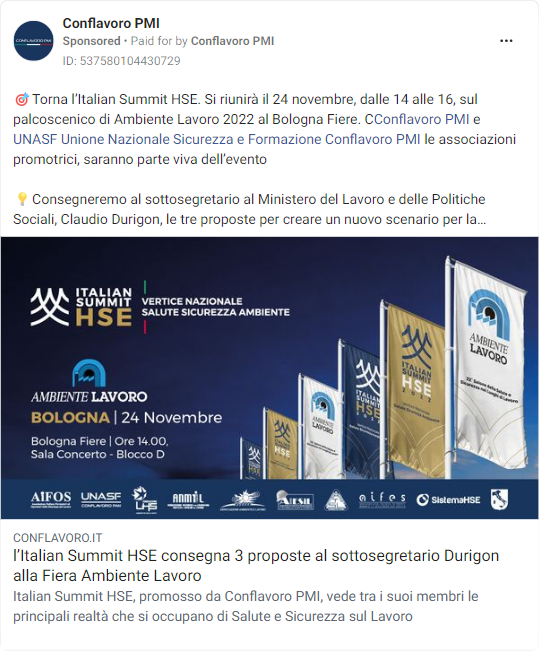 Conflavoro PMI
Sponsored • Paid for by Conflavoro PMI
ID: 537580104430729
🎯 Torna l'Italian Summit HSE. Si riunirà il 24 novembre, dalle 14 alle 16, sul
palcoscenico di Ambiente Lavoro 2022 al Bologna Fiere. CConflavoro PMI e
UNASF Unione Nazionale Sicurezza e Formazione Conflavoro PMI le associazioni
promotrici, saranno parte viva dell'evento
💡 Consegneremo al sottosegretario al Ministero del Lavoro e delle Politiche
Sociali, Claudio Durigon, le tre proposte per creare un nuovo scenario per la...
ITALIAN
SUMMIT
HSE
VERTICE NAZIONALE
SALUTE SICUREZZA AMBIENTE
AMBIENTE LAVORO
BOLOGNA | 24 Novembre
Bologna Fiere | Ore 14.00,
Sala Concerto - Blocco D
ITALIAN
SUMMIT
HSE
2022
AMBIENTE
LAVORO
ITALIAN
SUMMIT
HSE
2022
AMBIENTE
LAVORO
AIFOS
UNASF
CONFLAVORO PMI
LHS
ANMIL
AIESIL
aifes
SistemaHSE
CONFLAVORO.IT
l'Italian Summit HSE consegna 3 proposte al sottosegretario Durigon
alla Fiera Ambiente Lavoro
Italian Summit HSE, promosso da Conflavoro PMI, vede tra i suoi membri le
principali realtà che si occupano di Salute e Sicurezza sul Lavoro